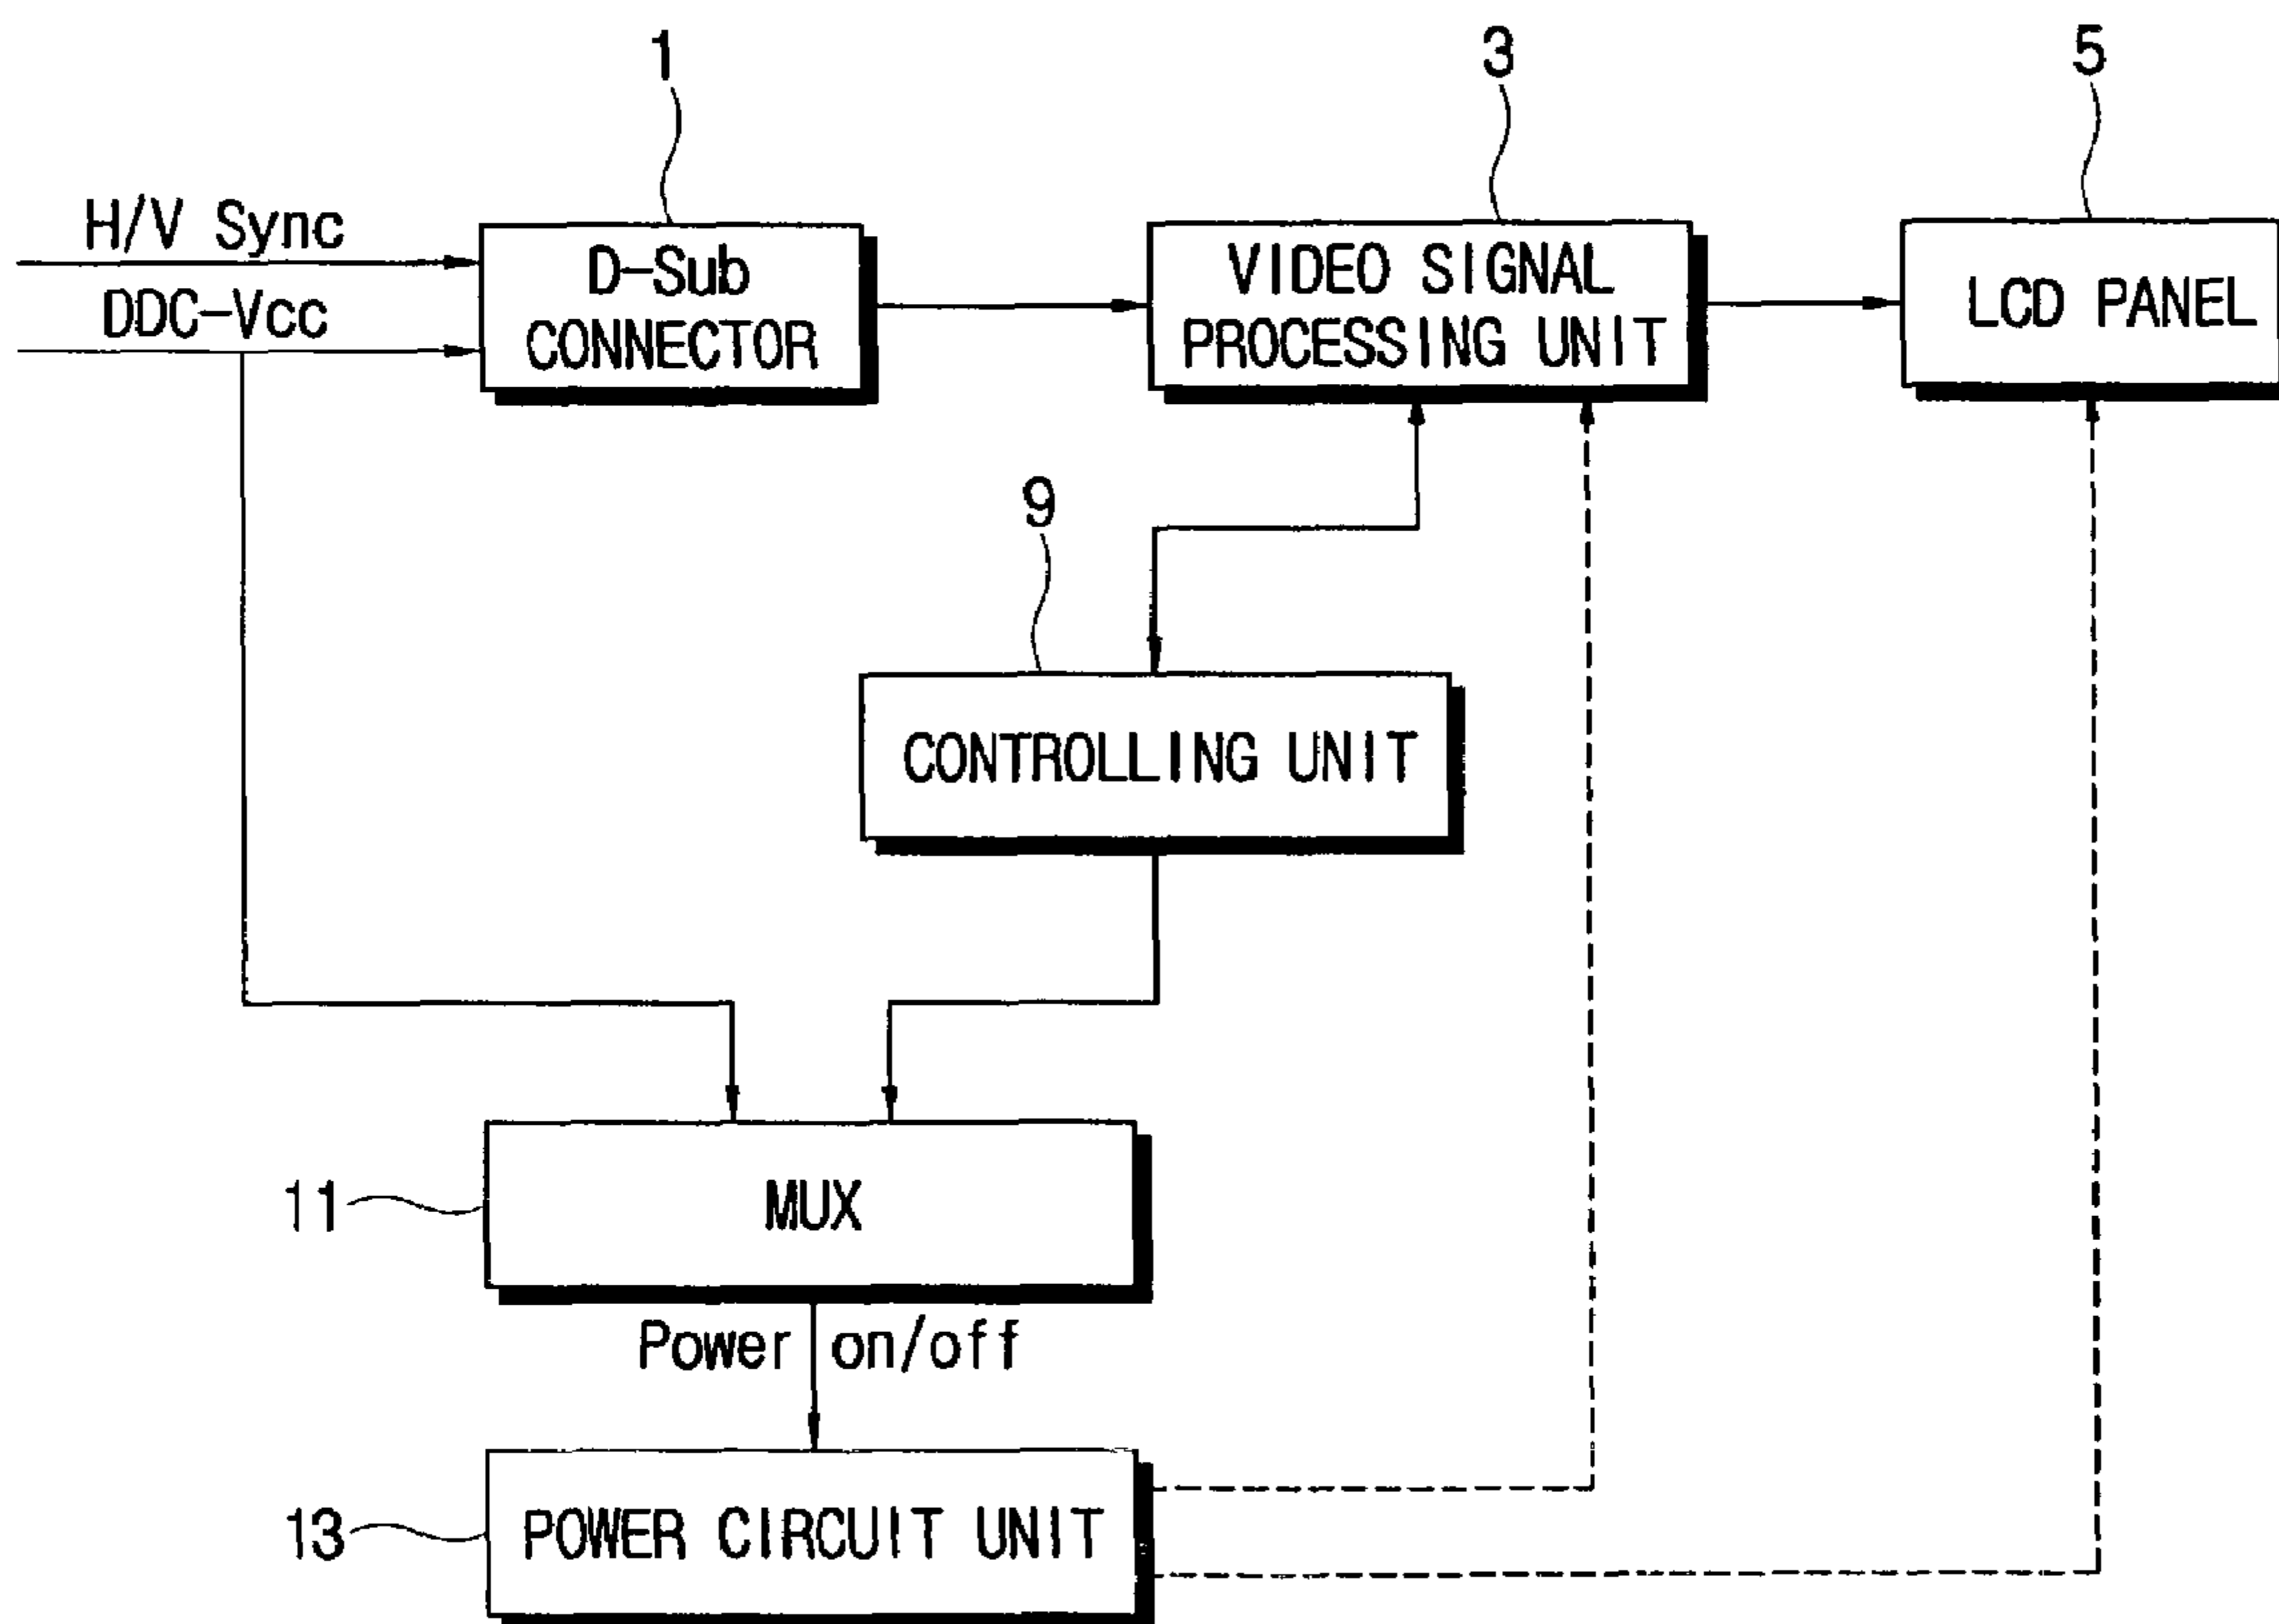 1
3
5
H/V Sync
DDC-Vcc
D-Sub
CONNECTOR
VIDEO SIGNAL
PROCESSING UNIT
LCD PANEL
9
CONTROLLING UNIT
11
MUX
Power on/off
13
POWER CIRCUIT UNIT